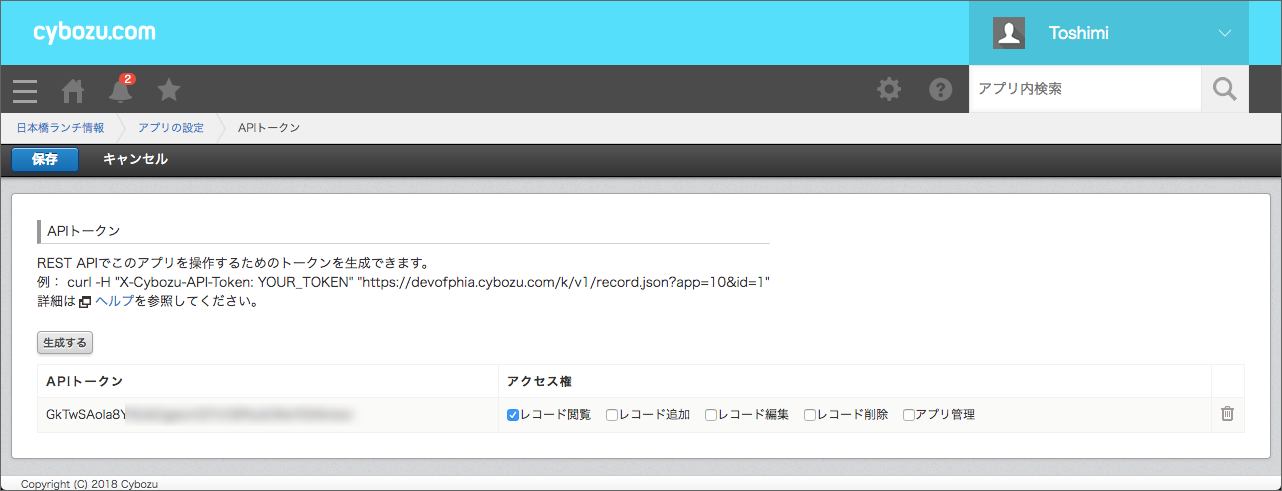 cybozu.com
Toshimi
2
アプリ内検索
日本橋ランチ情報 アプリの設定 APIトークン
保存 キャンセル
APIトークン
REST APIでこのアプリを操作するためのトークンを生成できます。
例： curl -H "X-Cybozu-API-Token: YOUR_TOKEN" "https://devofphia.cybozu.com/k/v1/record.json?app=10&id=1"
詳細は ヘルプを参照してください。
生成する
APIトークン アクセス権
GkTwSAola8Y レコード閲覧 レコード追加 レコード編集 レコード削除 アプリ管理
Copyright (C) 2018 Cybozu